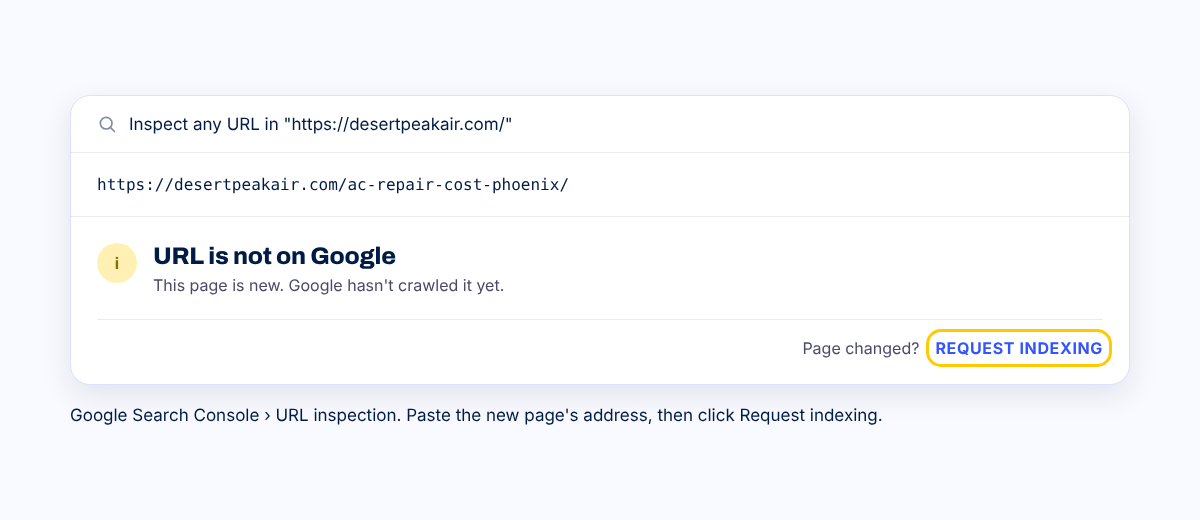 Inspect any URL in "https://desertpeakair.com/"
https://desertpeakair.com/ac-repair-cost-phoenix/
i
URL is not on Google
This page is new. Google hasn't crawled it yet.
Page changed? REQUEST INDEXING
Google Search Console › URL inspection. Paste the new page's address, then click Request indexing.